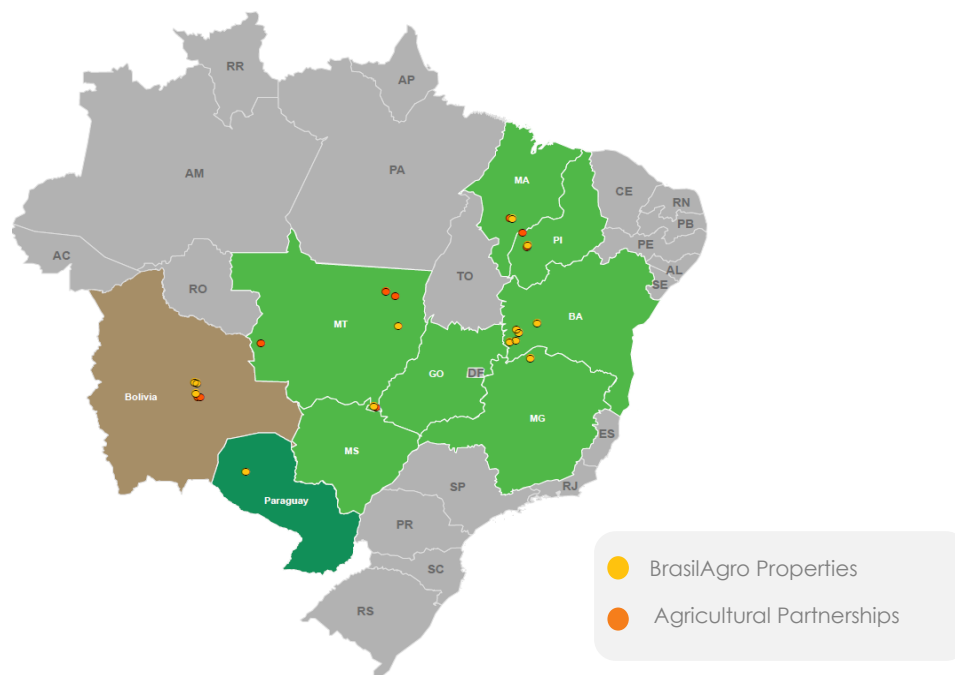 RR
AP
AM
PA
MA
CE
RN
PB
PE
PI
AL
SE
AC
RO
TO
MT
BA
GO
DF
Bolivia
MG
MS
ES
Paraguay
SP
RJ
PR
SC
RS
BrasilAgro Properties
Agricultural Partnerships